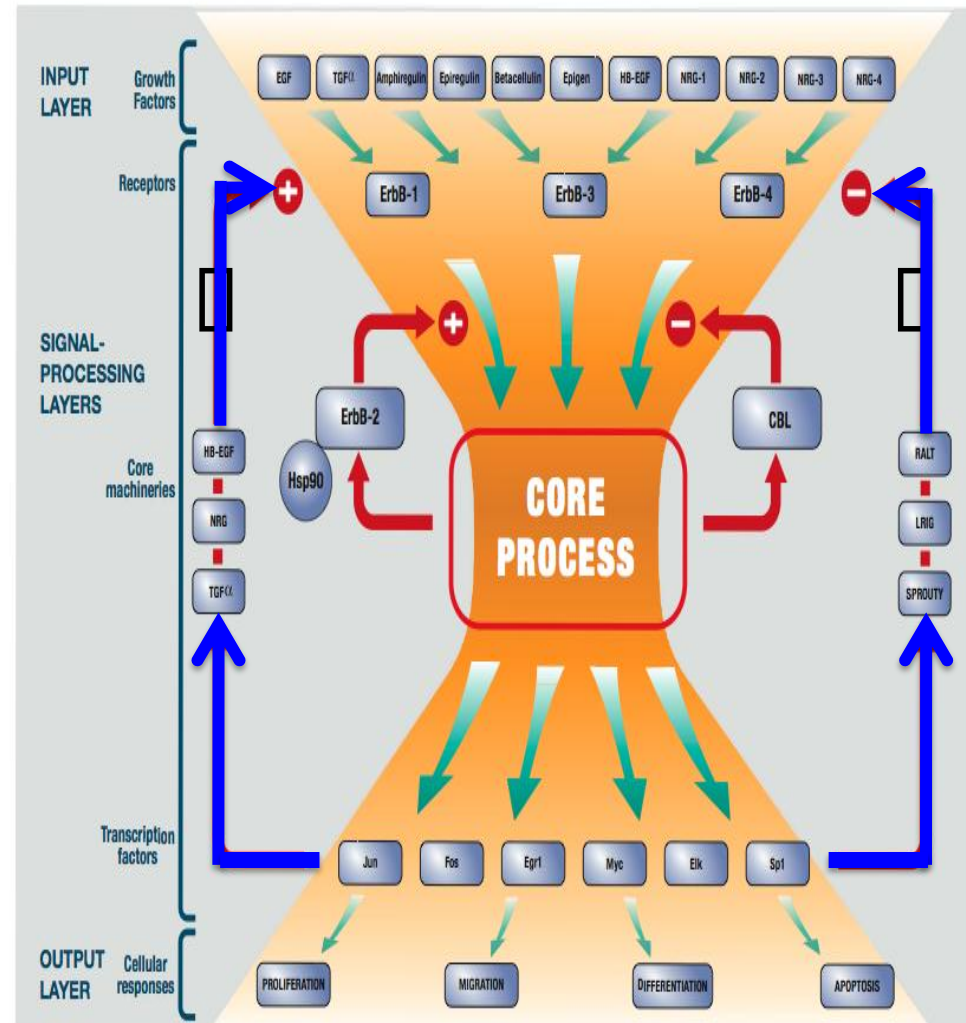 INPUT
LAYER
Growth
Factors
EGF
TGFα
Amphiregulin
Epiregulin
Betacellulin
Epigen
HB-EGF
NRG-1
NRG-2
NRG-3
NRG-4
Receptors
ErbB-1
ErbB-3
ErbB-4
+
−
SIGNAL-
PROCESSING
LAYERS
+
−
ErbB-2
Hsp90
CBL
Core
machineries
HB-EGF
NRG
TGFα
CORE
PROCESS
RALT
LRIG
SPROUTY
Transcription
factors
Jun
Fos
Egr1
Myc
Elk
Sp1
OUTPUT
LAYER
Cellular
responses
PROLIFERATION
MIGRATION
DIFFERENTIATION
APOPTOSIS